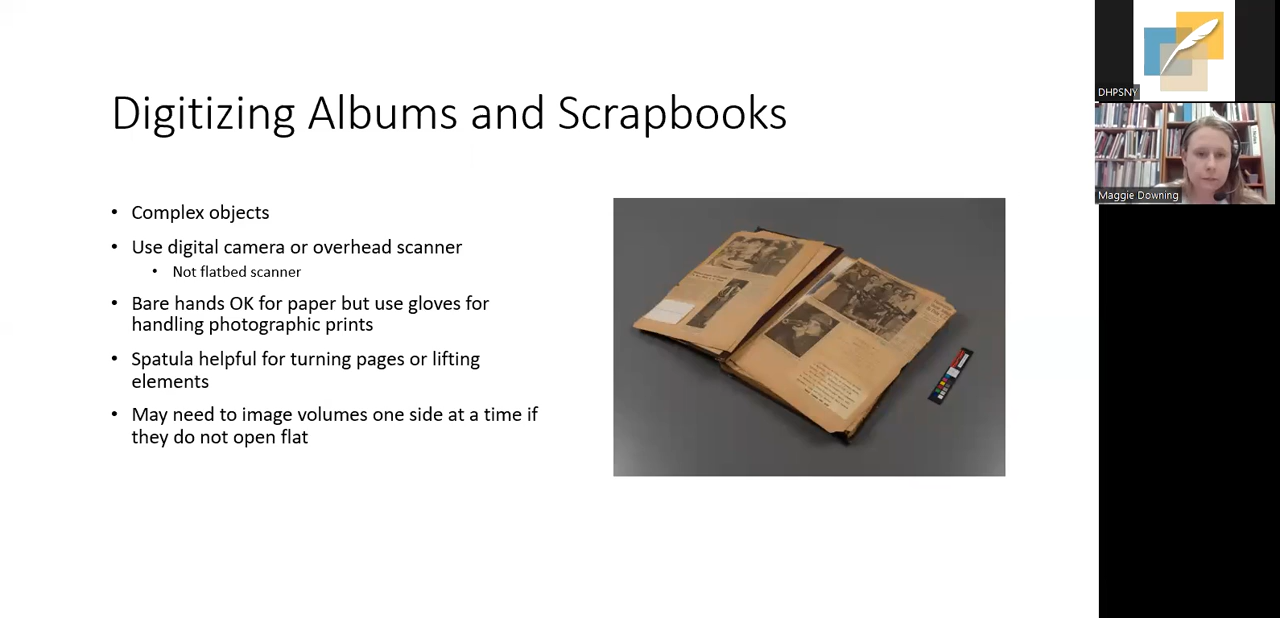 Digitizing Albums and Scrapbooks
• Complex objects
• Use digital camera or overhead scanner
• Not flatbed scanner
• Bare hands OK for paper but use gloves for
handling photographic prints
• Spatula helpful for turning pages or lifting
elements
• May need to image volumes one side at a time if
they do not open flat
DHPSNY
Maggie Downing